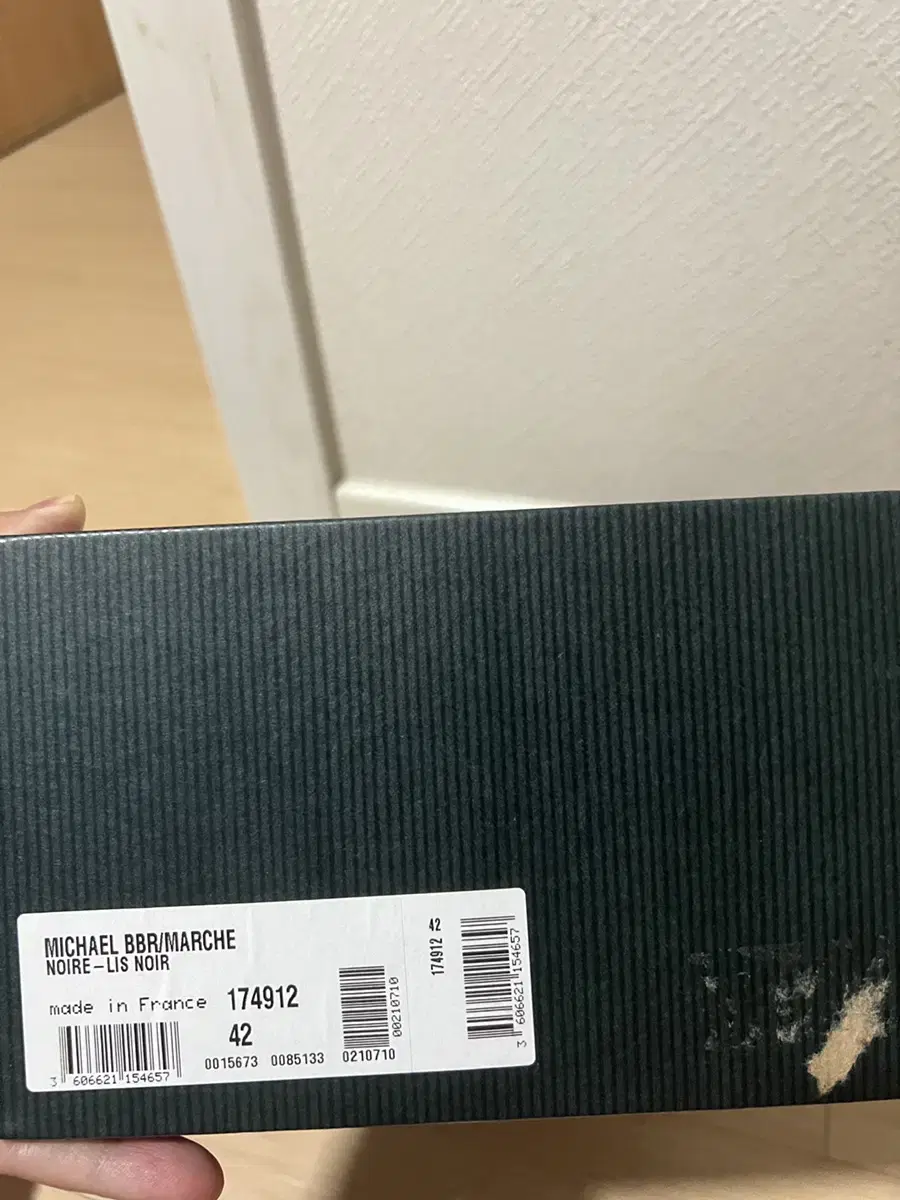 MICHAEL BBR/MARCHE
NOIRE-LIS NOIR
made in France 174912
42
3 606621 154657
0015673 0085133 0210710
00210710
174912 42
3 606621 154657